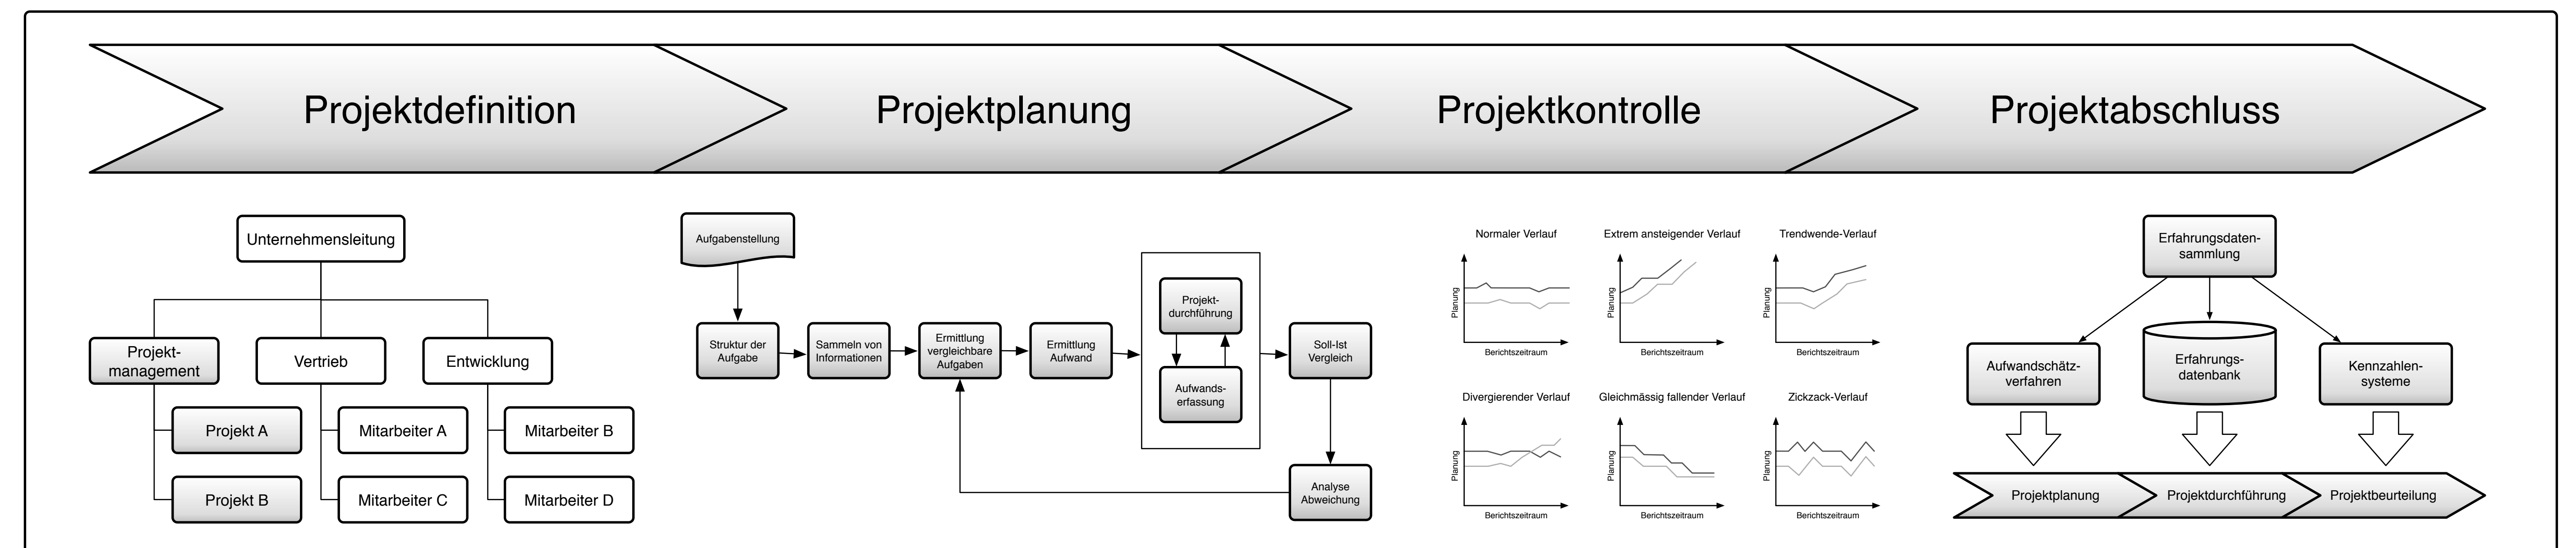 Projektdefinition
Projektplanung
Projektkontrolle
Projektabschluss
Unternehmensleitung
Projekt-
management
Vertrieb
Entwicklung
Projekt A
Mitarbeiter A
Mitarbeiter B
Projekt B
Mitarbeiter C
Mitarbeiter D
Aufgabenstellung
Struktur der
Aufgabe
Sammeln von
Informationen
Ermittlung
vergleichbare
Aufgaben
Ermittlung
Aufwand
Projekt-
durchführung
Aufwands-
erfassung
Soll-Ist
Vergleich
Analyse
Abweichung
Normaler Verlauf
Planung
Berichtszeitraum
Extrem ansteigender Verlauf
Planung
Berichtszeitraum
Trendwende-Verlauf
Planung
Berichtszeitraum
Divergierender Verlauf
Planung
Berichtszeitraum
Gleichmässig fallender Verlauf
Planung
Berichtszeitraum
Zickzack-Verlauf
Planung
Berichtszeitraum
Erfahrungsdaten-
sammlung
Aufwandschätz-
verfahren
Erfahrungs-
datenbank
Kennzahlen-
systeme
Projektplanung
Projektdurchführung
Projektbeurteilung